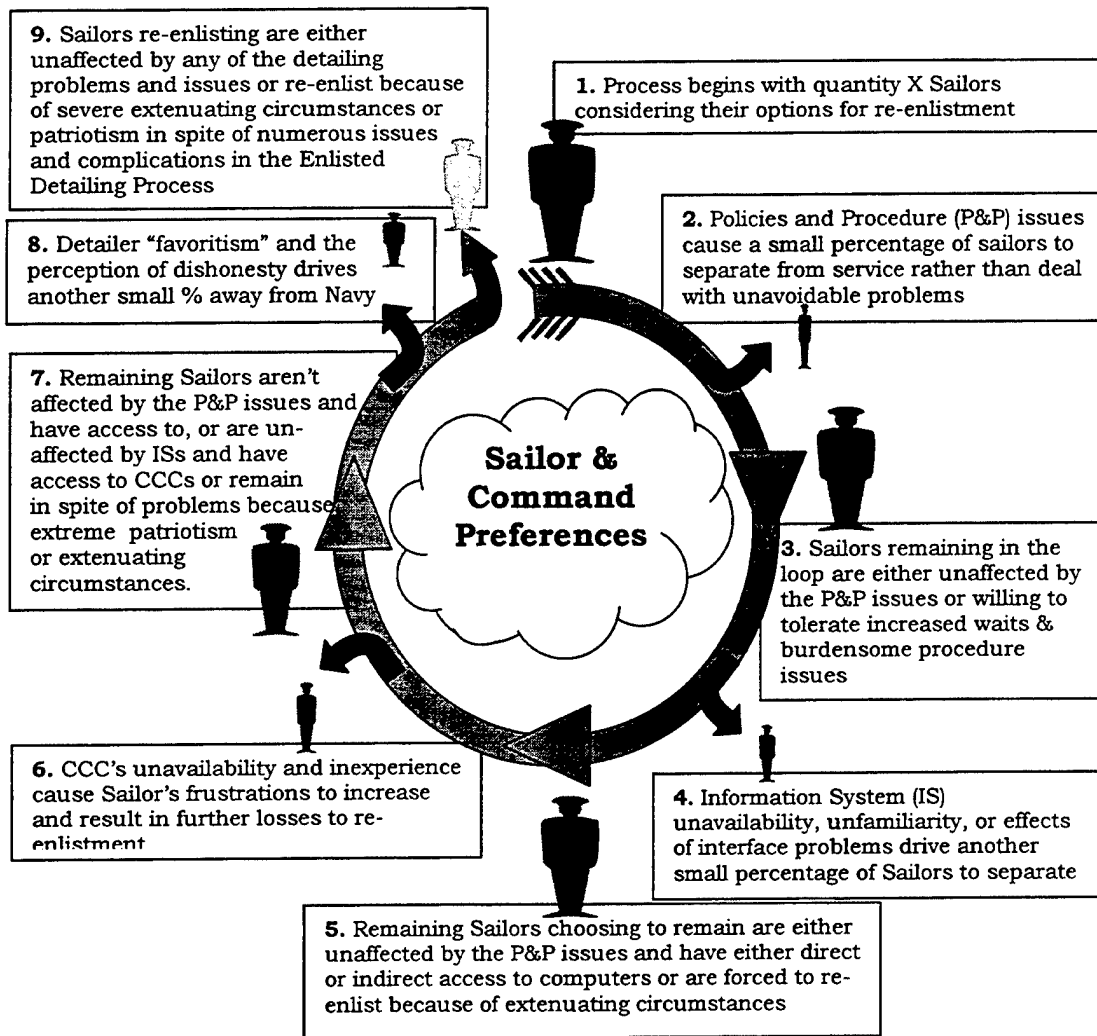 9. Sailors re-enlisting are either
unaffected by any of the detailing
problems and issues or re-enlist because
of severe extenuating circumstances or
patriotism in spite of numerous issues
and complications in the Enlisted
Detailing Process
1. Process begins with quantity X Sailors
considering their options for re-enlistment
2. Policies and Procedure (P&P) issues
cause a small percentage of sailors to
separate from service rather than deal
with unavoidable problems
8. Detailer “favoritism” and the
perception of dishonesty drives
another small % away from Navy
7. Remaining Sailors aren’t
affected by the P&P issues and
have access to, or are un-
affected by ISs and have
access to CCCs or remain
in spite of problems because
extreme patriotism
or extenuating
circumstances.
Sailor &
Command
Preferences
3. Sailors remaining in the
loop are either unaffected by
the P&P issues or willing to
tolerate increased waits &
burdensome procedure
issues
6. CCC’s unavailability and inexperience
cause Sailor’s frustrations to increase
and result in further losses to re-
enlistment
4. Information System (IS)
unavailability, unfamiliarity, or effects
of interface problems drive another
small percentage of Sailors to separate
5. Remaining Sailors choosing to remain are either
unaffected by the P&P issues and have either direct
or indirect access to computers or are forced to re-
enlist because of extenuating circumstances